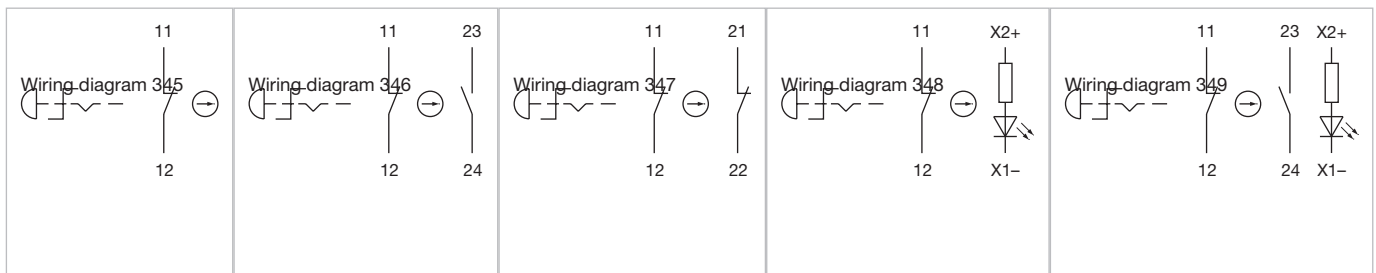 11 11 23 11 21 11 X2+ 11 23 X2+
Wiring diagram 345 Wiring diagram 346 Wiring diagram 347 Wiring diagram 348 Wiring diagram 349
12 12 24 12 22 12 X1– 12 24 X1–